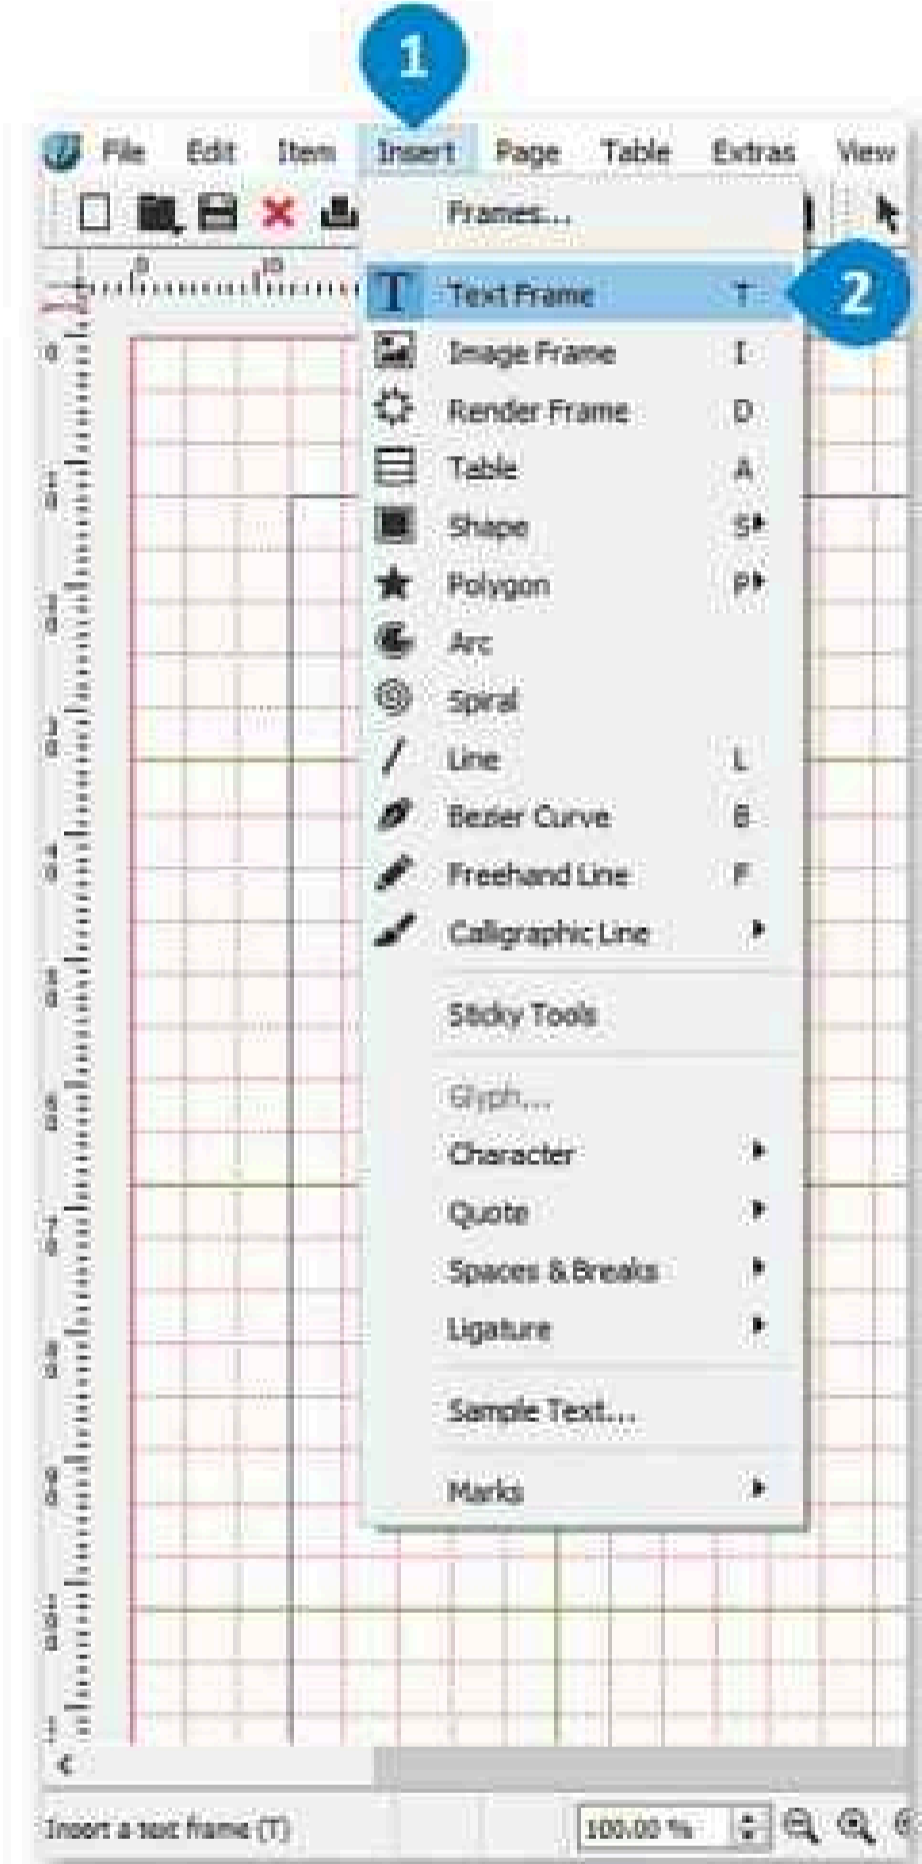 1
File Edit Item Insert Page Table Extras View
Frames...
0 10
T Text Frame T 2
Image Frame I
Render Frame D
Table A
Shape S
Polygon P
Arc
Spiral
Line L
Bezier Curve B
Freehand Line F
Calligraphic Line
Sticky Tools
Glyph...
Character
Quote
Spaces & Breaks
Ligature
Sample Text...
Marks
Insert a text frame (T) 100.00 %